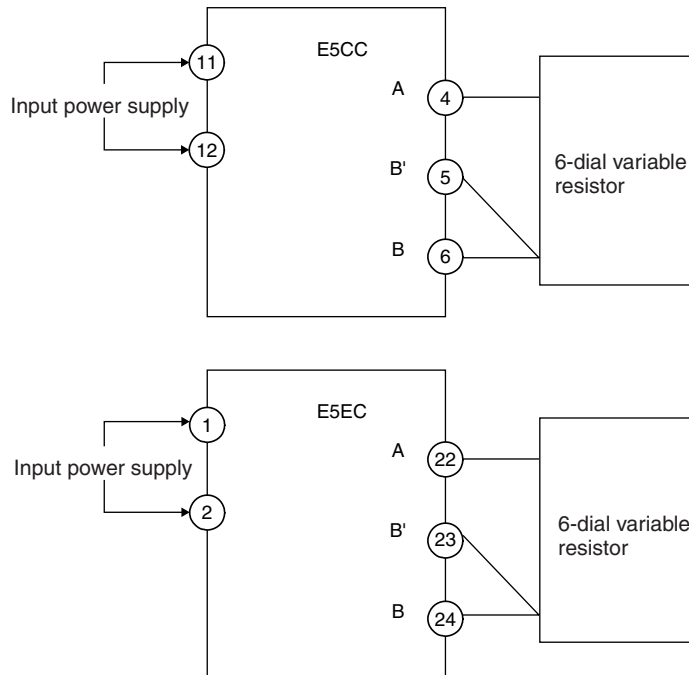 E5CC
11
Input power supply
12
A
4
B'
5
B
6
6-dial variable
resistor
E5EC
1
Input power supply
2
A
22
B'
23
B
24
6-dial variable
resistor